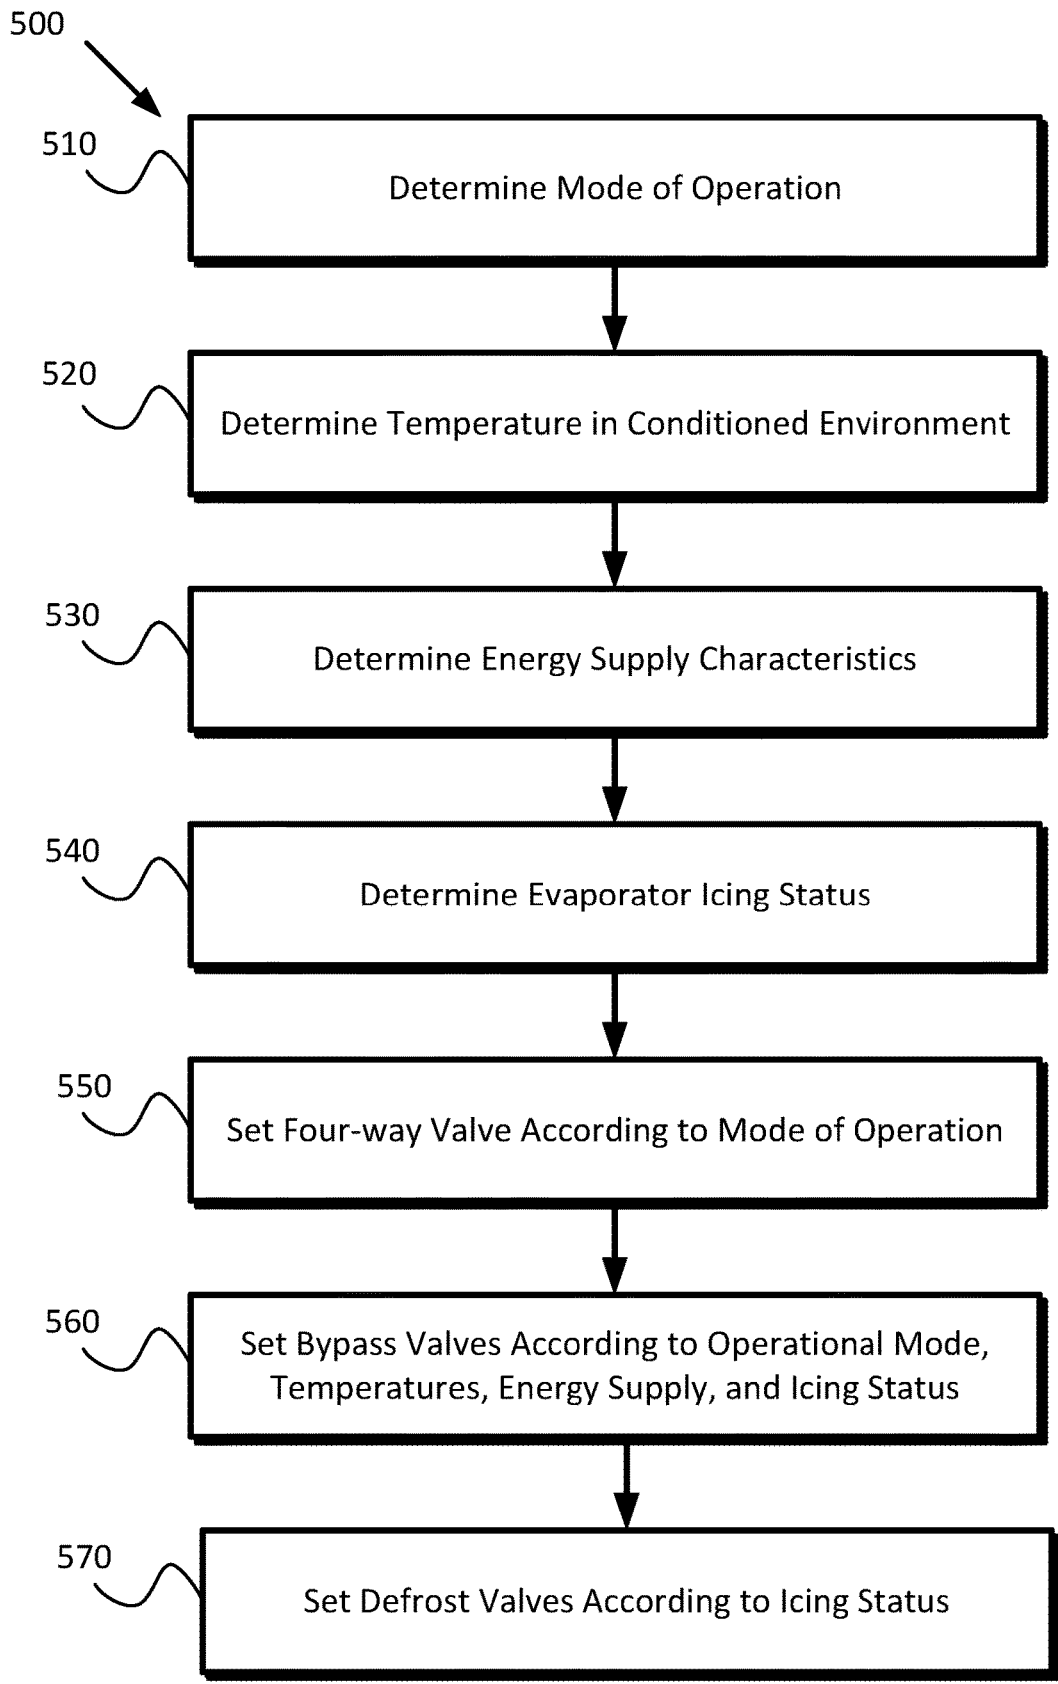 500
510
Determine Mode of Operation
520
Determine Temperature in Conditioned Environment
530
Determine Energy Supply Characteristics
540
Determine Evaporator Icing Status
550
Set Four-way Valve According to Mode of Operation
560
Set Bypass Valves According to Operational Mode,
Temperatures, Energy Supply, and Icing Status
570
Set Defrost Valves According to Icing Status